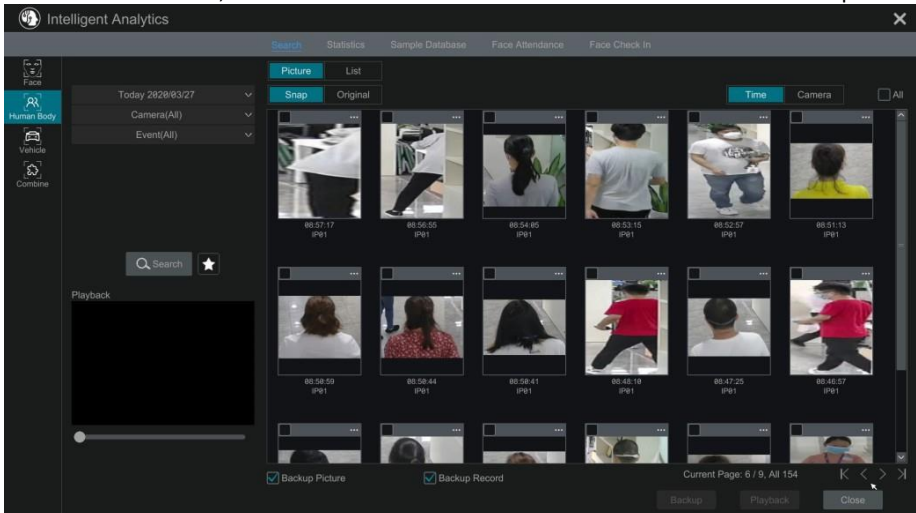 Intelligent Analytics
Search Statistics Sample Database Face Attendance Face Check In
Face
Human Body
Vehicle
Combine
Today 2020/03/27
Camera(All)
Event(All)
Search
Playback
Picture List
Snap Original
Time Camera
All
08:57:17 08:56:55 08:54:05 08:53:15 08:52:57 08:51:13
IP01 IP01 IP01 IP01 IP01 IP01
08:50:59 08:50:44 08:50:41 08:48:10 08:47:25 08:46:57
IP01 IP01 IP01 IP01 IP01 IP01
Backup Picture Backup Record
Current Page: 6 / 9, All 154
Backup Playback Close